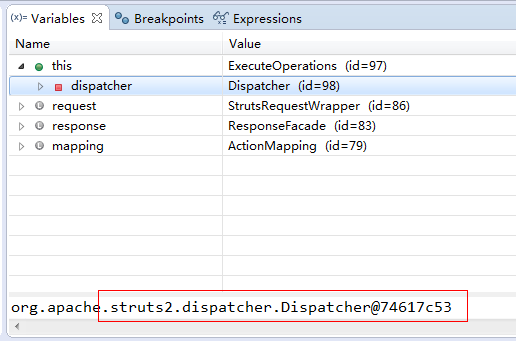 (x)= Variables Breakpoints Expressions
Name Value
this ExecuteOperations (id=97)
dispatcher Dispatcher (id=98)
request StrutsRequestWrapper (id=86)
response ResponseFacade (id=83)
mapping ActionMapping (id=79)
org.apache.struts2.dispatcher.Dispatcher@74617c53